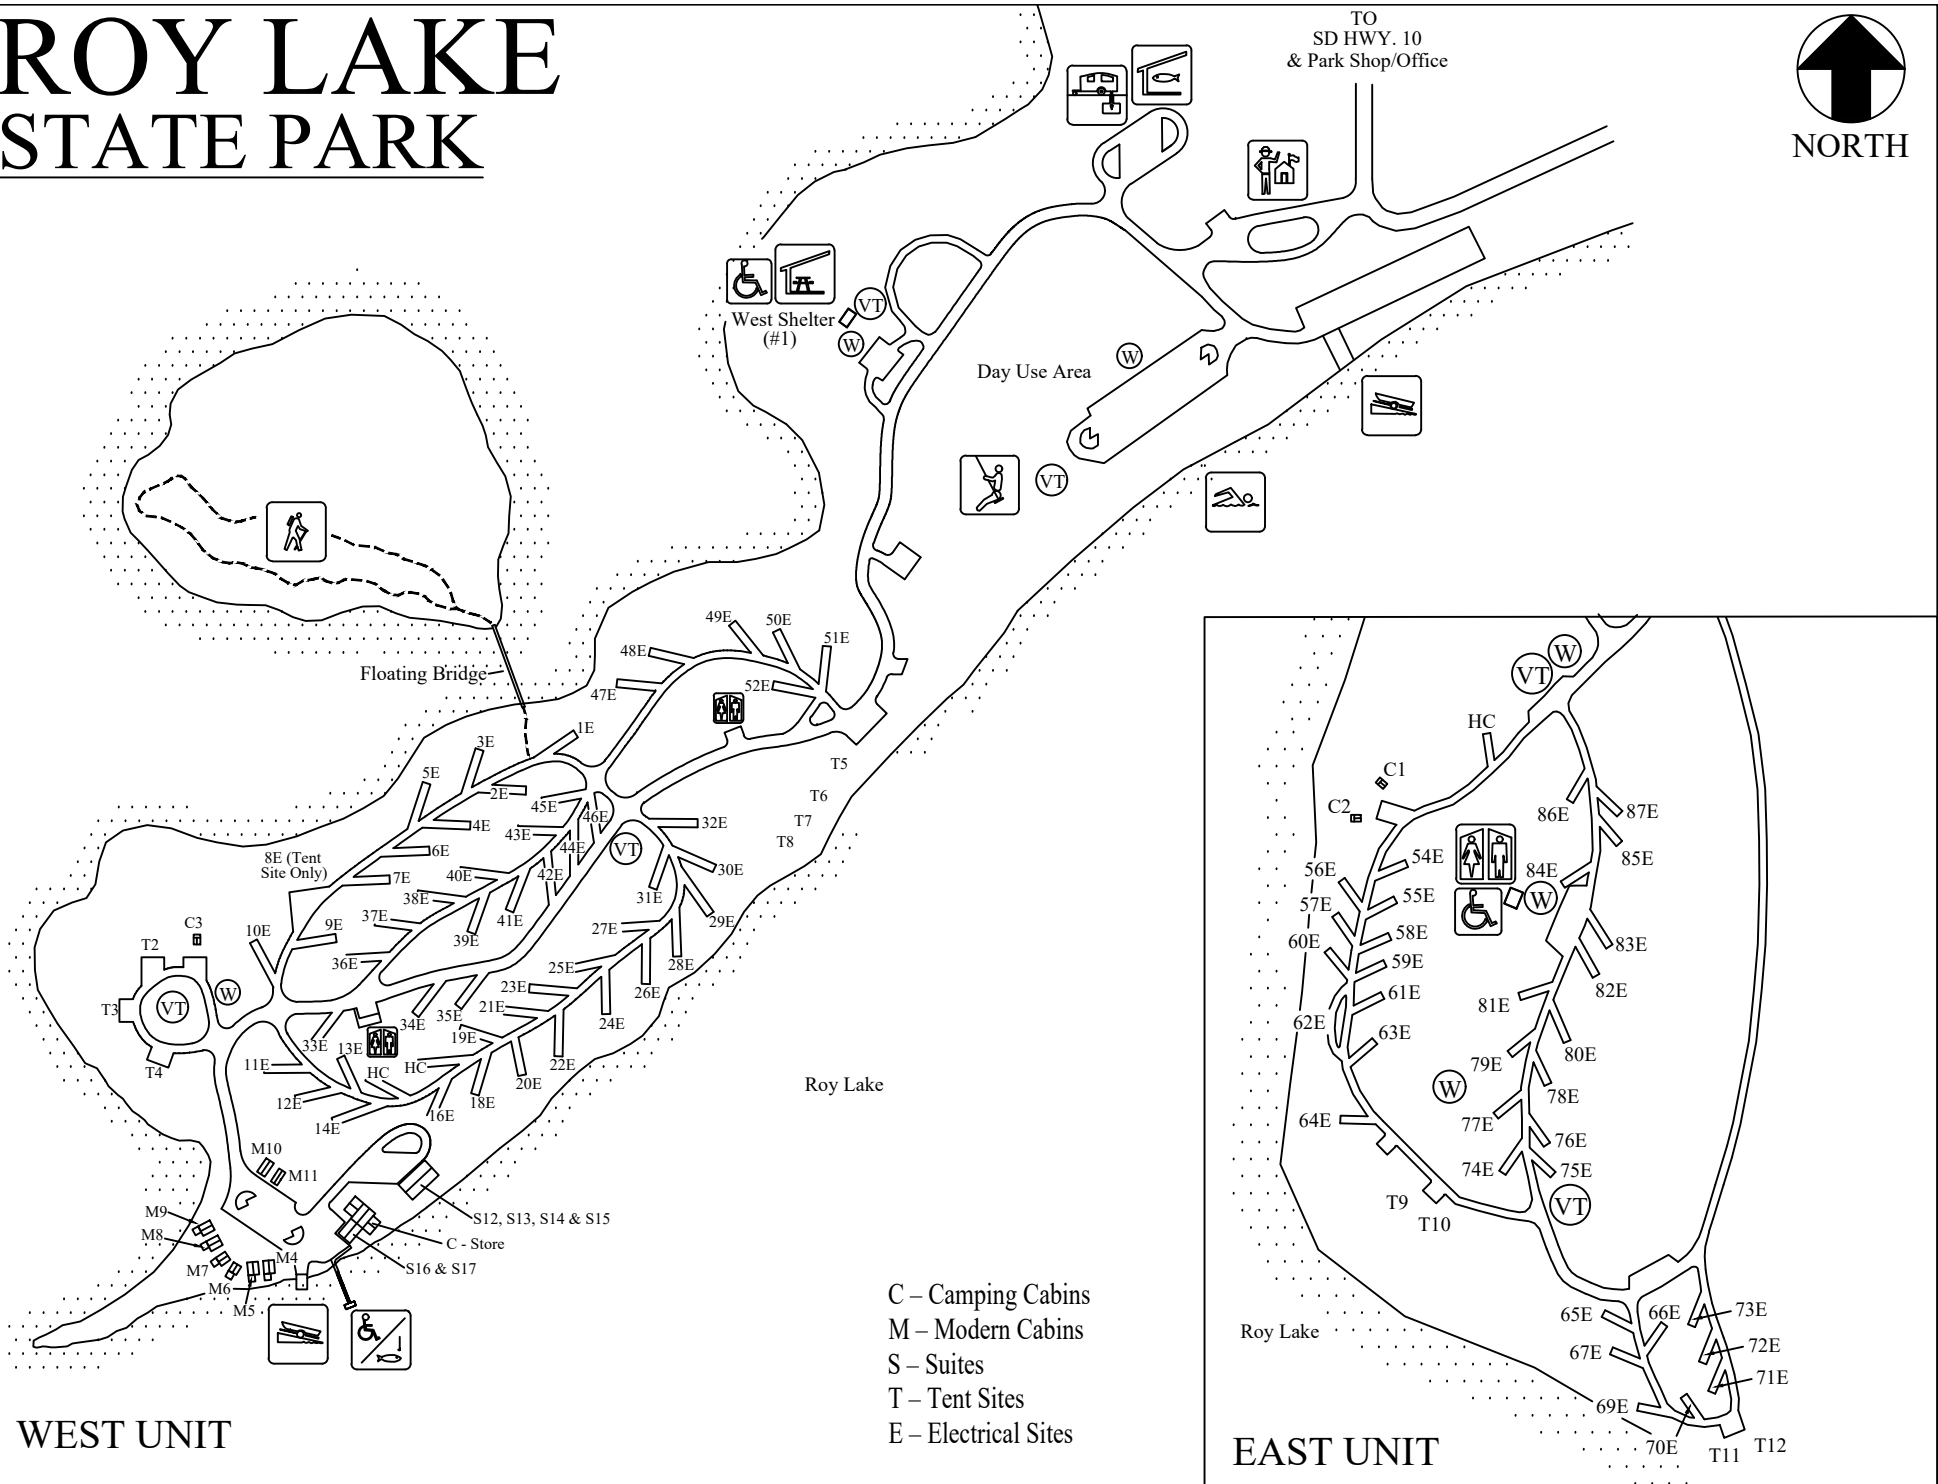 ROY LAKE
STATE PARK
TO
SD HWY. 10
& Park Shop/Office
NORTH
West Shelter
(#1)
VT
W
Day Use Area
W
VT
Floating Bridge
49E
50E
51E
48E
47E
52E
1E
3E
5E
2E
45E
46E
4E
43E
44E
32E
6E
VT
8E (Tent
Site Only)
7E
40E
42E
30E
38E
31E
37E
41E
29E
C3
10E
9E
39E
27E
T2
36E
25E
28E
W
23E
26E
T3
VT
21E
34E
35E
24E
33E
19E
13E
22E
T4
11E
HC
HC
20E
12E
18E
14E
16E
T5
T6
T7
T8
Roy Lake
M10
M11
M9
M8
M7
M6
M5
M4
S12, S13, S14 & S15
C - Store
S16 & S17
C – Camping Cabins
M – Modern Cabins
S – Suites
T – Tent Sites
E – Electrical Sites
WEST UNIT
W
VT
HC
C1
C2
86E
87E
54E
85E
56E
84E
W
55E
57E
58E
60E
83E
59E
61E
82E
81E
62E
63E
80E
79E
W
78E
64E
77E
76E
74E
75E
T9
VT
T10
65E
66E
73E
Roy Lake
67E
72E
71E
69E
70E
T11
T12
EAST UNIT